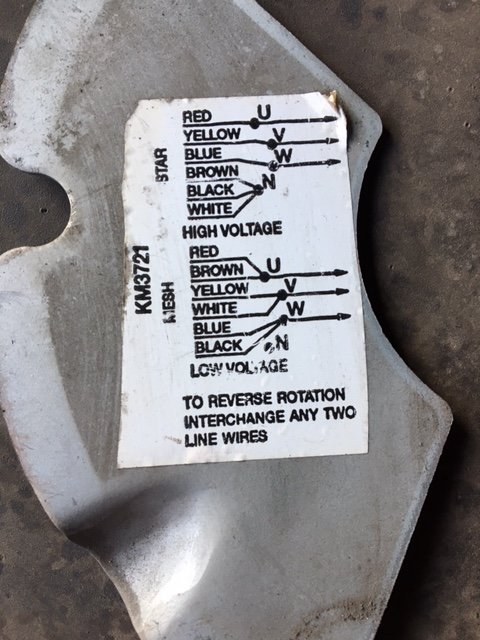 KM3721
STAR
RED U
YELLOW V
BLUE W
BROWN
BLACK N
WHITE
HIGH VOLTAGE
MESH
RED
BROWN U
YELLOW V
WHITE
BLUE W
BLACK N
LOW VOLTAGE
TO REVERSE ROTATION
INTERCHANGE ANY TWO
LINE WIRES